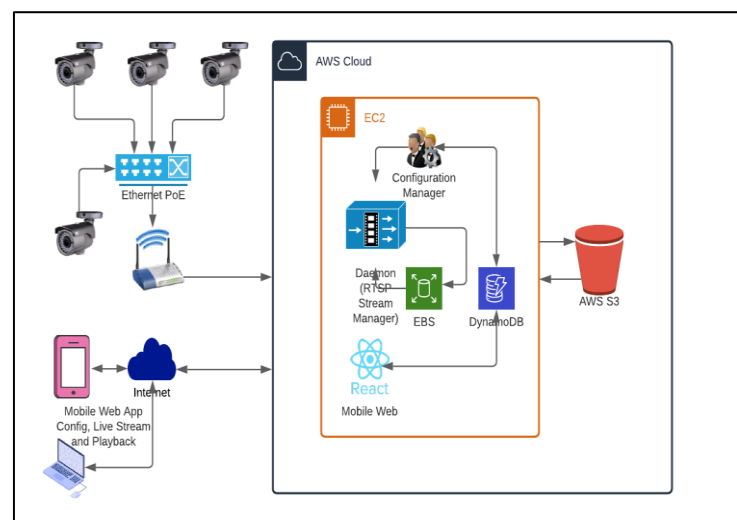 AWS Cloud
EC2
Configuration
Manager
Ethernet PoE
Daemon
(RTSP
Stream
Manager)
EBS
DynamoDB
AWS S3
React
Mobile Web
Internet
Mobile Web App
Config, Live Stream
and Playback